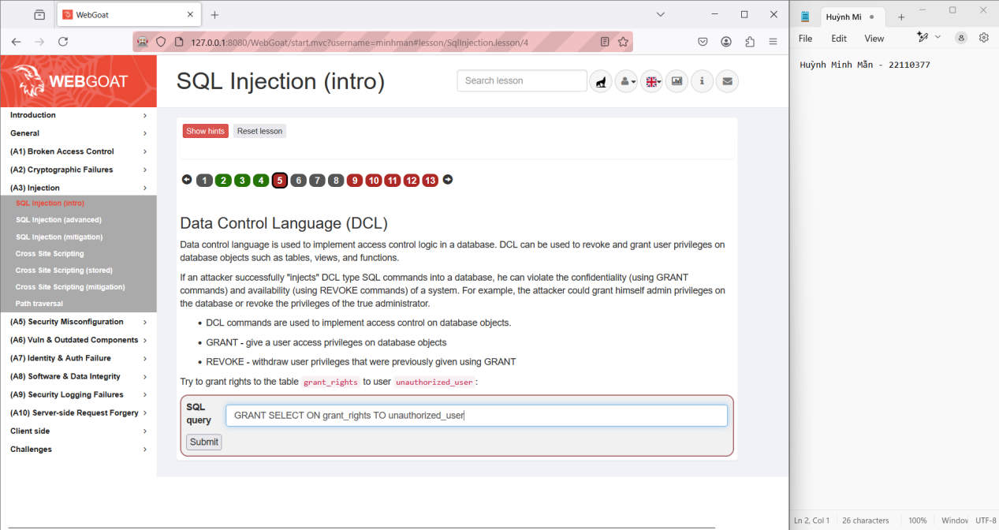 WebGoat
Huỳnh Mi
127.0.0.1:8080/WebGoat/start.mvc?username=minhman#lesson/SqlInjection.lesson/4
File Edit View
WEBGOAT
SQL Injection (intro)
Search lesson
Huỳnh Minh Mẫn - 22110377
Introduction
General
(A1) Broken Access Control
(A2) Cryptographic Failures
(A3) Injection
SQL Injection (intro)
SQL Injection (advanced)
SQL Injection (mitigation)
Cross Site Scripting
Cross Site Scripting (stored)
Cross Site Scripting (mitigation)
Path traversal
(A5) Security Misconfiguration
(A6) Vuln & Outdated Components
(A7) Identity & Auth Failure
(A8) Software & Data Integrity
(A9) Security Logging Failures
(A10) Server-side Request Forgery
Client side
Challenges
Show hints Reset lesson
1 2 3 4 5 6 7 8 9 10 11 12 13
Data Control Language (DCL)
Data control language is used to implement access control logic in a database. DCL can be used to revoke and grant user privileges on
database objects such as tables, views, and functions.
If an attacker successfully "injects" DCL type SQL commands into a database, he can violate the confidentiality (using GRANT
commands) and availability (using REVOKE commands) of a system. For example, the attacker could grant himself admin privileges on
the database or revoke the privileges of the true administrator.
• DCL commands are used to implement access control on database objects.
• GRANT - give a user access privileges on database objects
• REVOKE - withdraw user privileges that were previously given using GRANT
Try to grant rights to the table grant_rights to user unauthorized_user :
SQL
query
GRANT SELECT ON grant_rights TO unauthorized_user
Submit
Ln 2, Col 1 26 characters 100% Window UTF-8